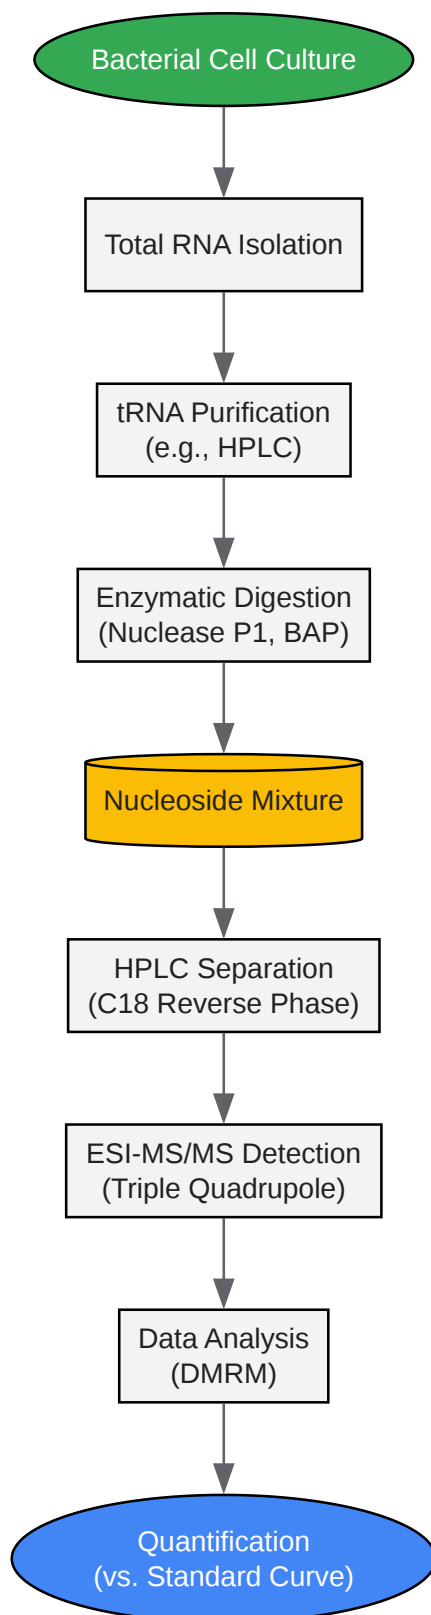 Bacterial Cell Culture
Total RNA Isolation
tRNA Purification
(e.g., HPLC)
Enzymatic Digestion
(Nuclease P1, BAP)
Nucleoside Mixture
HPLC Separation
(C18 Reverse Phase)
ESI-MS/MS Detection
(Triple Quadrupole)
Data Analysis
(DMRM)
Quantification
(vs. Standard Curve)